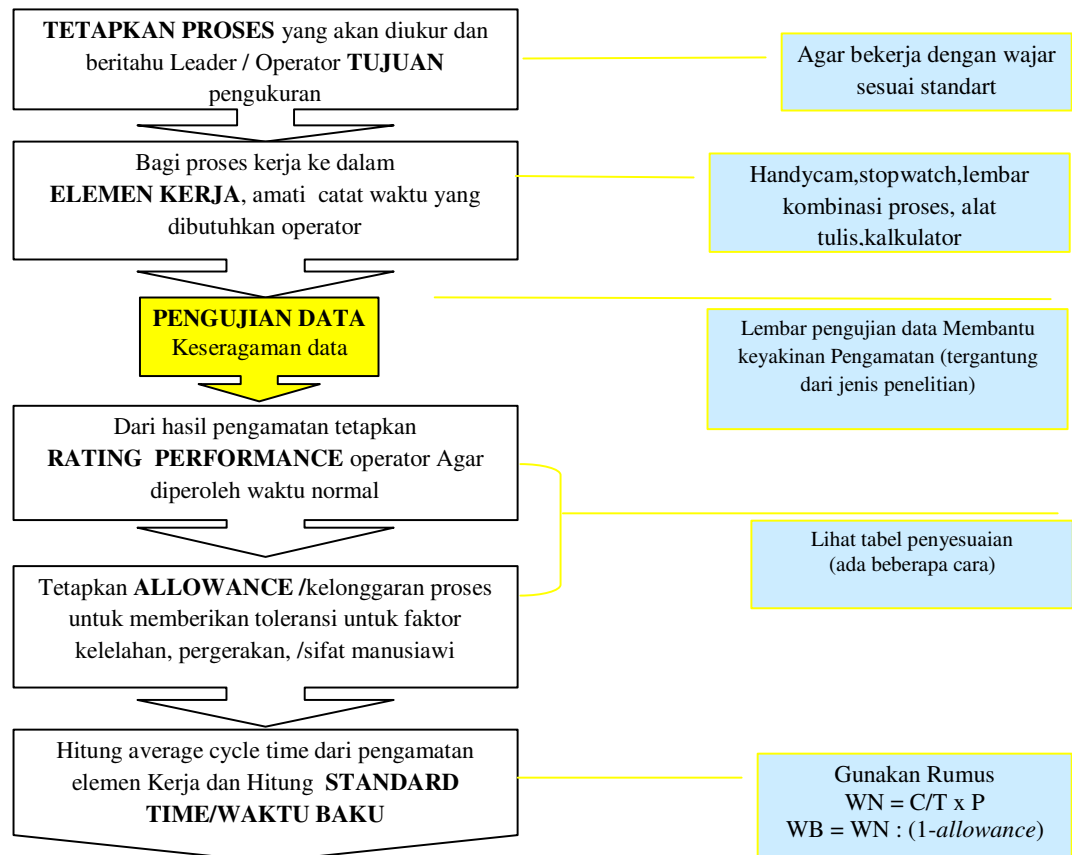 TETAPKAN PROSES yang akan diukur dan
beritahu Leader / Operator TUJUAN
pengukuran
Agar bekerja dengan wajar
sesuai standart
Bagi proses kerja ke dalam
ELEMEN KERJA, amati catat waktu yang
dibutuhkan operator
Handycam,stopwatch,lembar
kombinasi proses, alat
tulis,kalkulator
PENGUJIAN DATA
Keseragaman data
Lembar pengujian data Membantu
keyakinan Pengamatan (tergantung
dari jenis penelitian)
Dari hasil pengamatan tetapkan
RATING PERFORMANCE operator Agar
diperoleh waktu normal
Lihat tabel penyesuaian
(ada beberapa cara)
Tetapkan ALLOWANCE /kelonggaran proses
untuk memberikan toleransi untuk faktor
kelelahan, pergerakan, /sifat manusiawi
Hitung average cycle time dari pengamatan
elemen Kerja dan Hitung STANDARD
TIME/WAKTU BAKU
Gunakan Rumus
WN = C/T x P
WB = WN : (1-allowance)